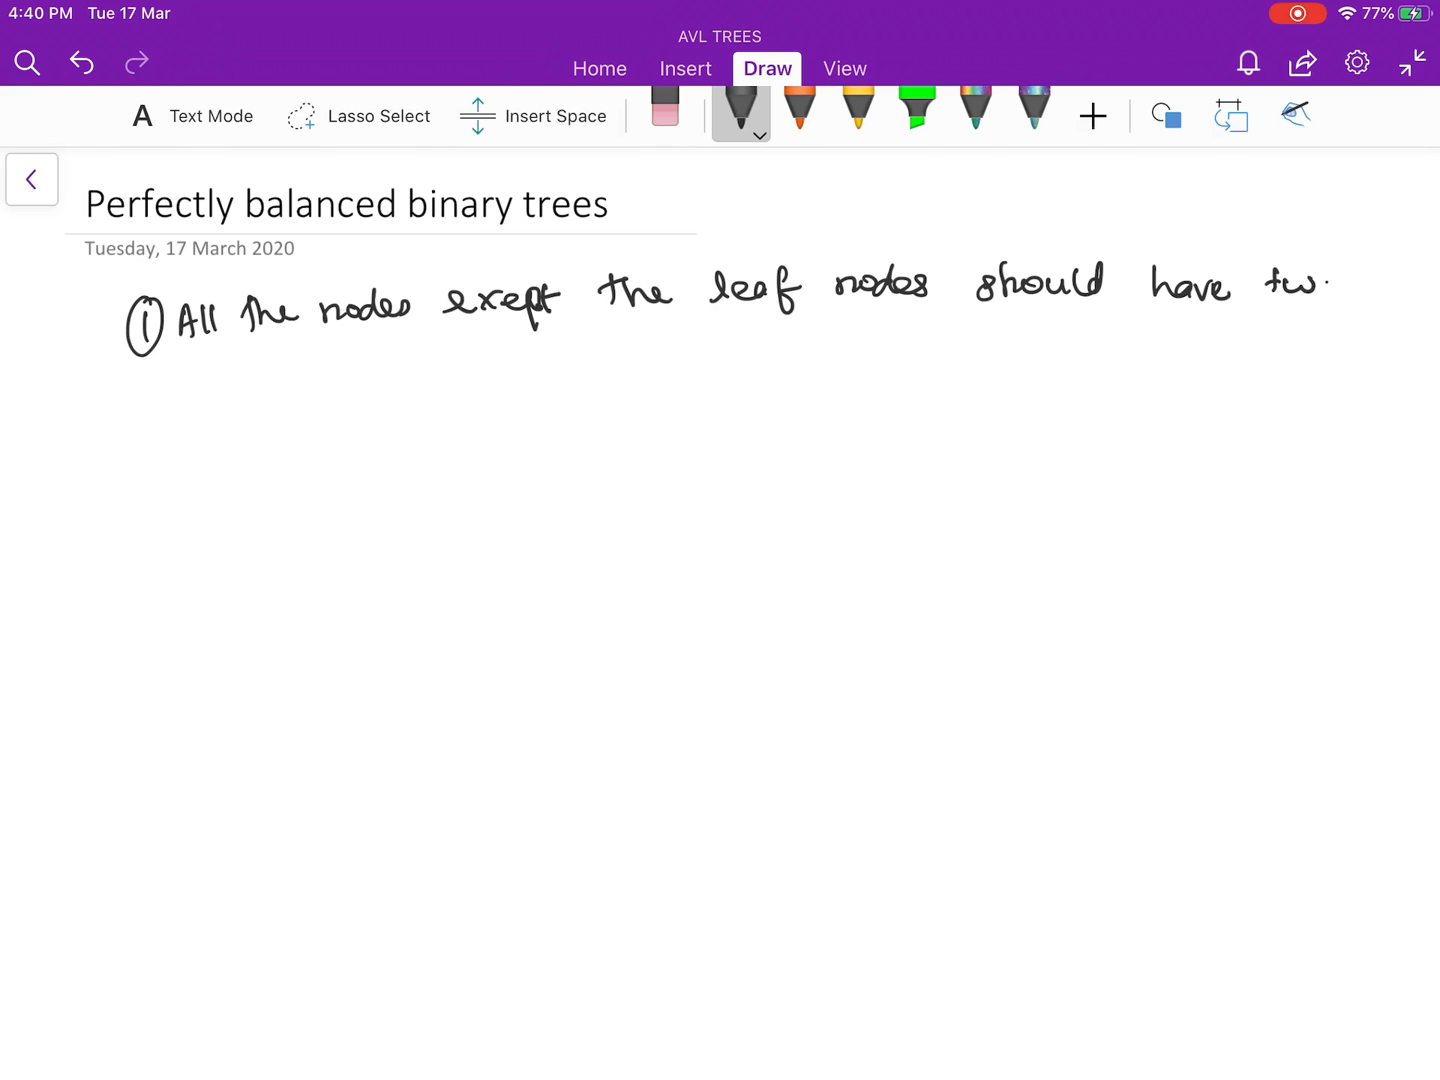 4:40 PM Tue 17 Mar
77%
AVL TREES
Home Insert Draw View
A Text Mode Lasso Select Insert Space
Perfectly balanced binary trees
Tuesday, 17 March 2020
(i) All the nodes exept the leaf nodes should have tw